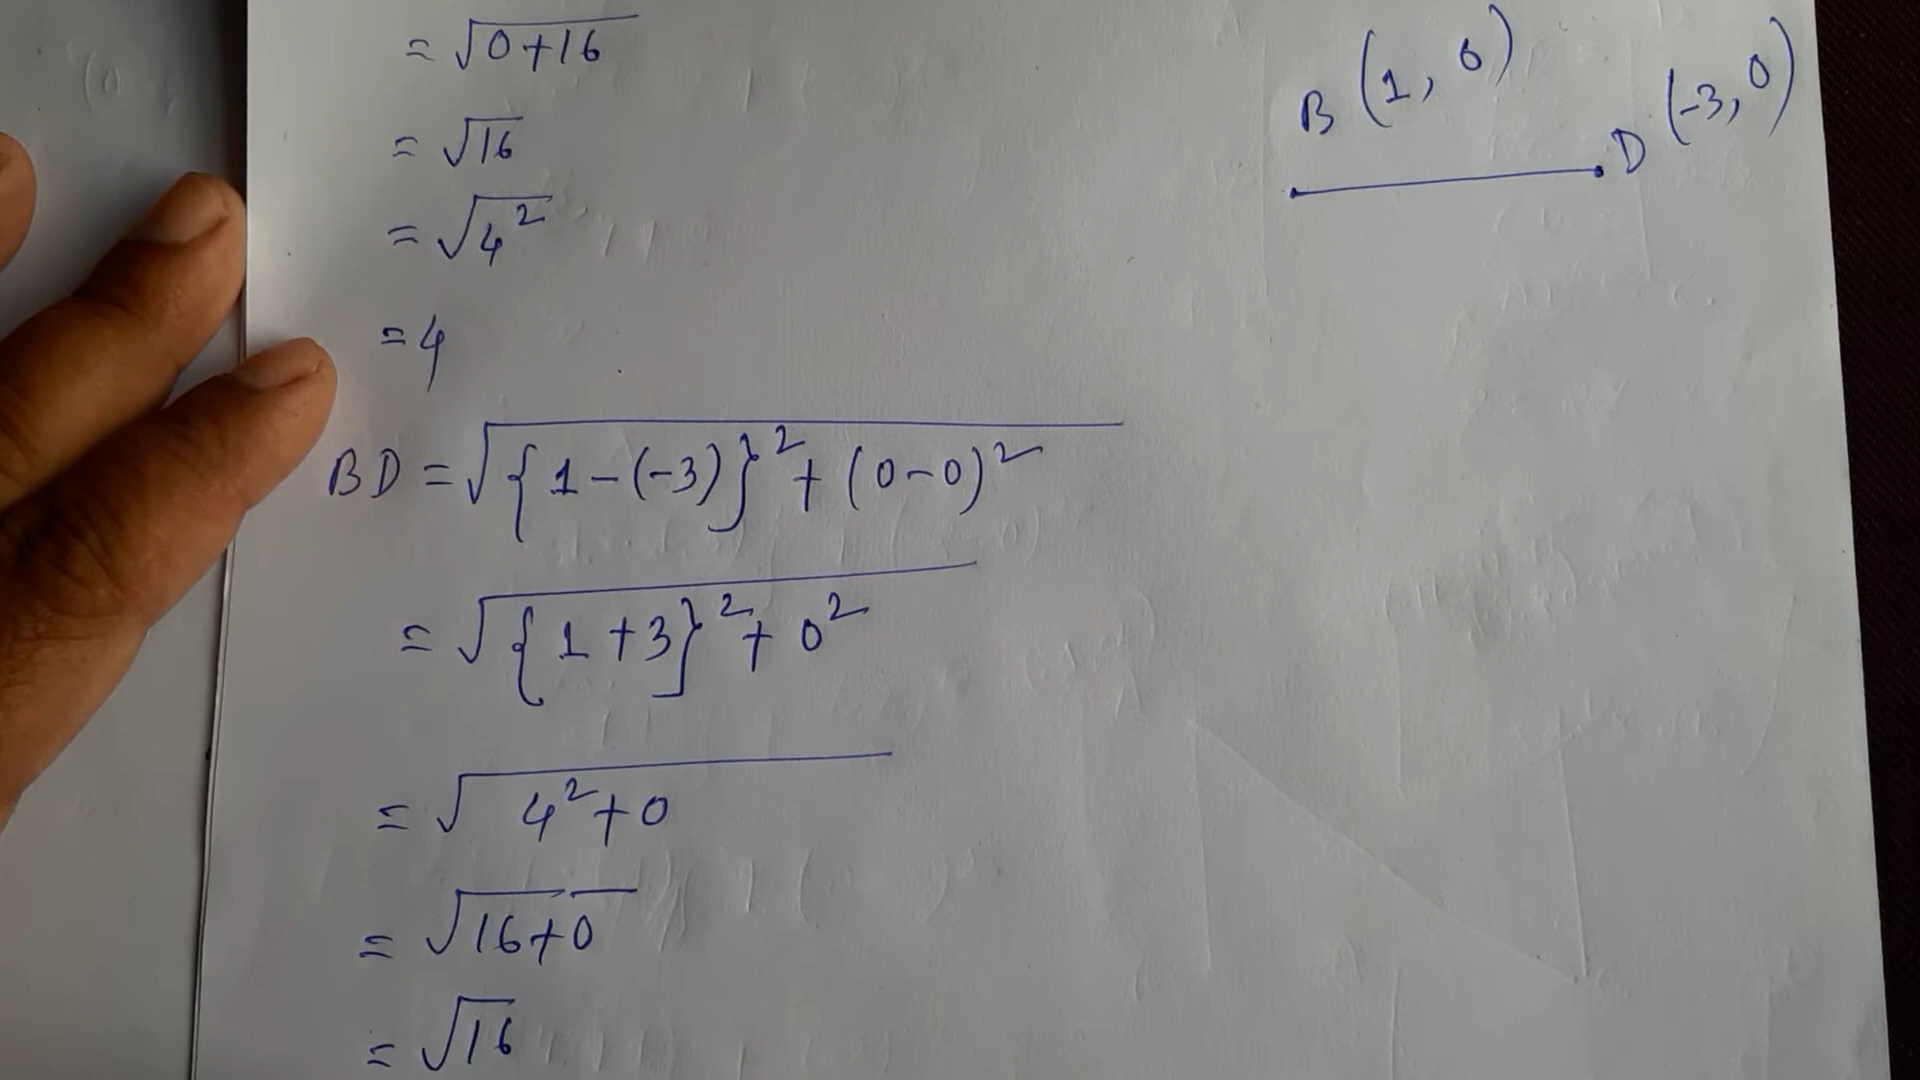 = √0+16
= √16
= √4²
= 4
B (1, 0)
D (-3, 0)
BD = √{1-(-3)}² + (0-0)²
= √{1+3}² + 0²
= √4²+0
= √16+0
= √16